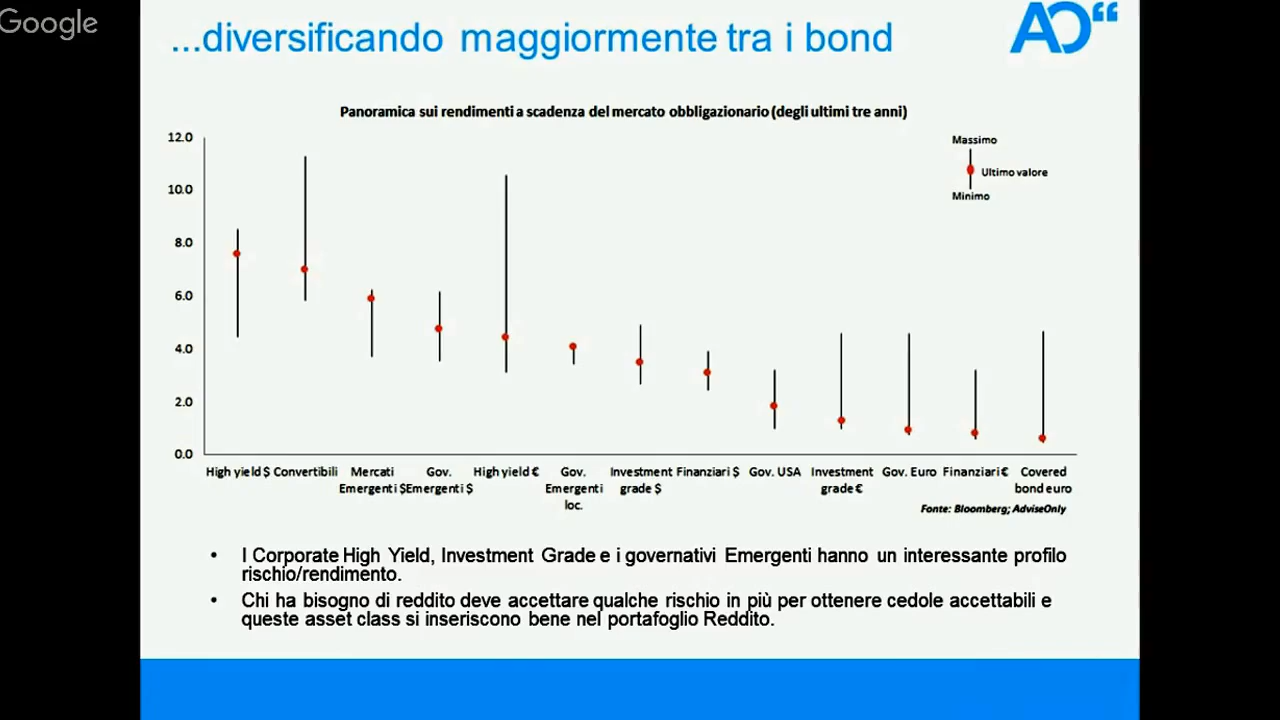 Google
...diversificando maggiormente tra i bond
AO“
Panoramica sui rendimenti a scadenza del mercato obbligazionario (degli ultimi tre anni)
12.0
10.0
8.0
6.0
4.0
2.0
0.0
Massimo
Ultimo valore
Minimo
High yield $ Convertibili Mercati Gov. High yield € Gov. Investment Finanziari $ Gov. USA Investment Gov. Euro Finanziari € Covered
Emergenti $ Emergenti $ Emergenti grade $ grade € bond euro
loc.
Fonte: Bloomberg; AdviseOnly
• I Corporate High Yield, Investment Grade e i governativi Emergenti hanno un interessante profilo
rischio/rendimento.
• Chi ha bisogno di reddito deve accettare qualche rischio in più per ottenere cedole accettabili e
queste asset class si inseriscono bene nel portafoglio Reddito.